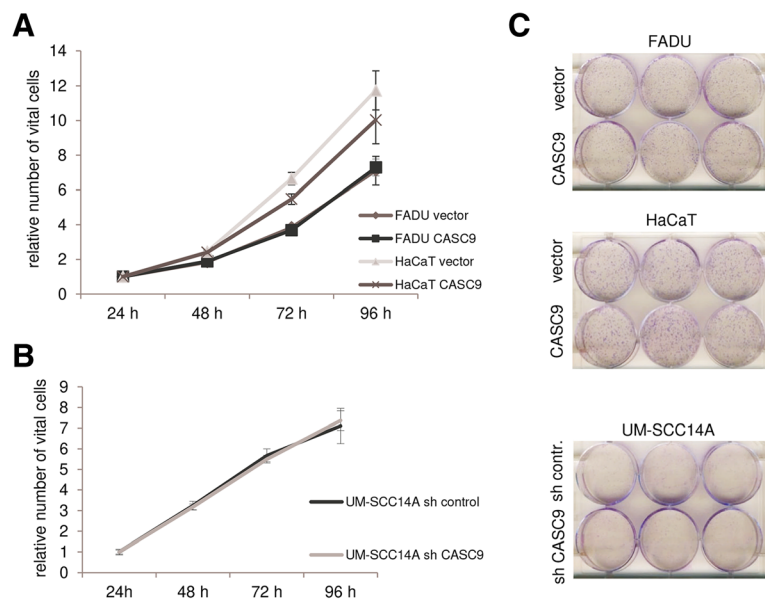 A
relative number of vital cells
14
12
10
8
6
4
2
0
24 h 48 h 72 h 96 h
FADU vector
FADU CASC9
HaCaT vector
HaCaT CASC9
B
relative number of vital cells
9
8
7
6
5
4
3
2
1
0
24h 48 h 72 h 96 h
UM-SCC14A sh control
UM-SCC14A sh CASC9
C
FADU
vector
CASC9
HaCaT
vector
CASC9
UM-SCC14A
sh contr.
sh CASC9